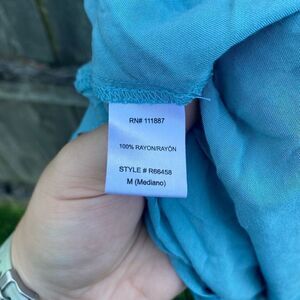 RN# 111887
100% RAYON/RAYÓN
STYLE # R66458
M (Mediano)